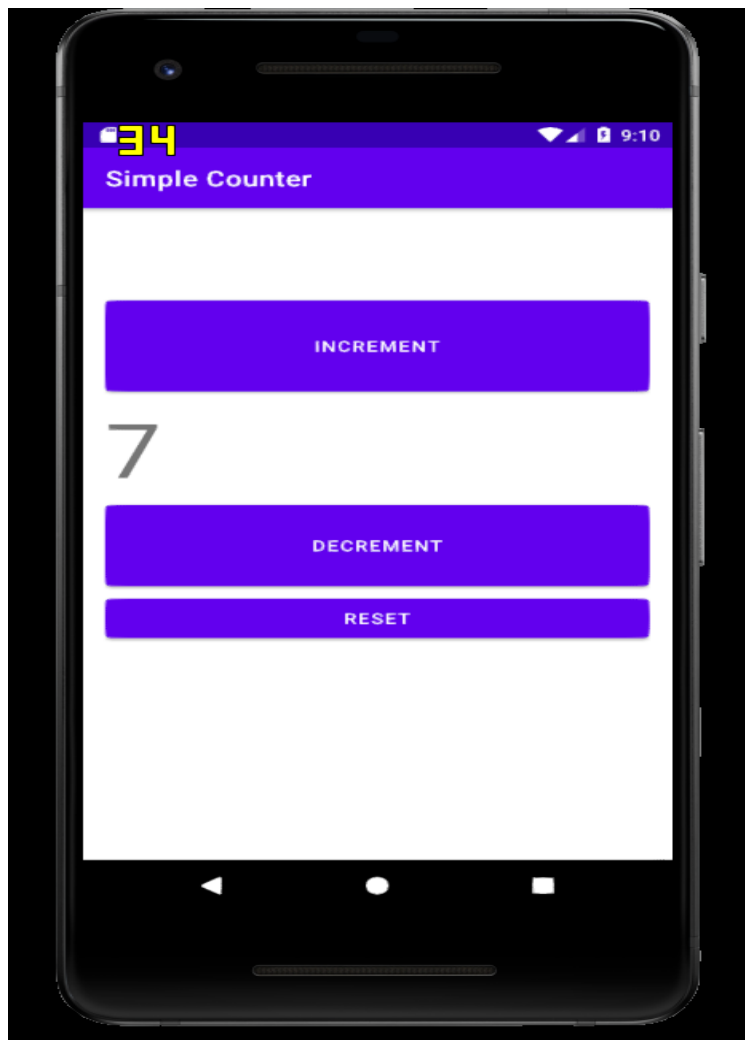 34 9:10
Simple Counter
INCREMENT
7
DECREMENT
RESET